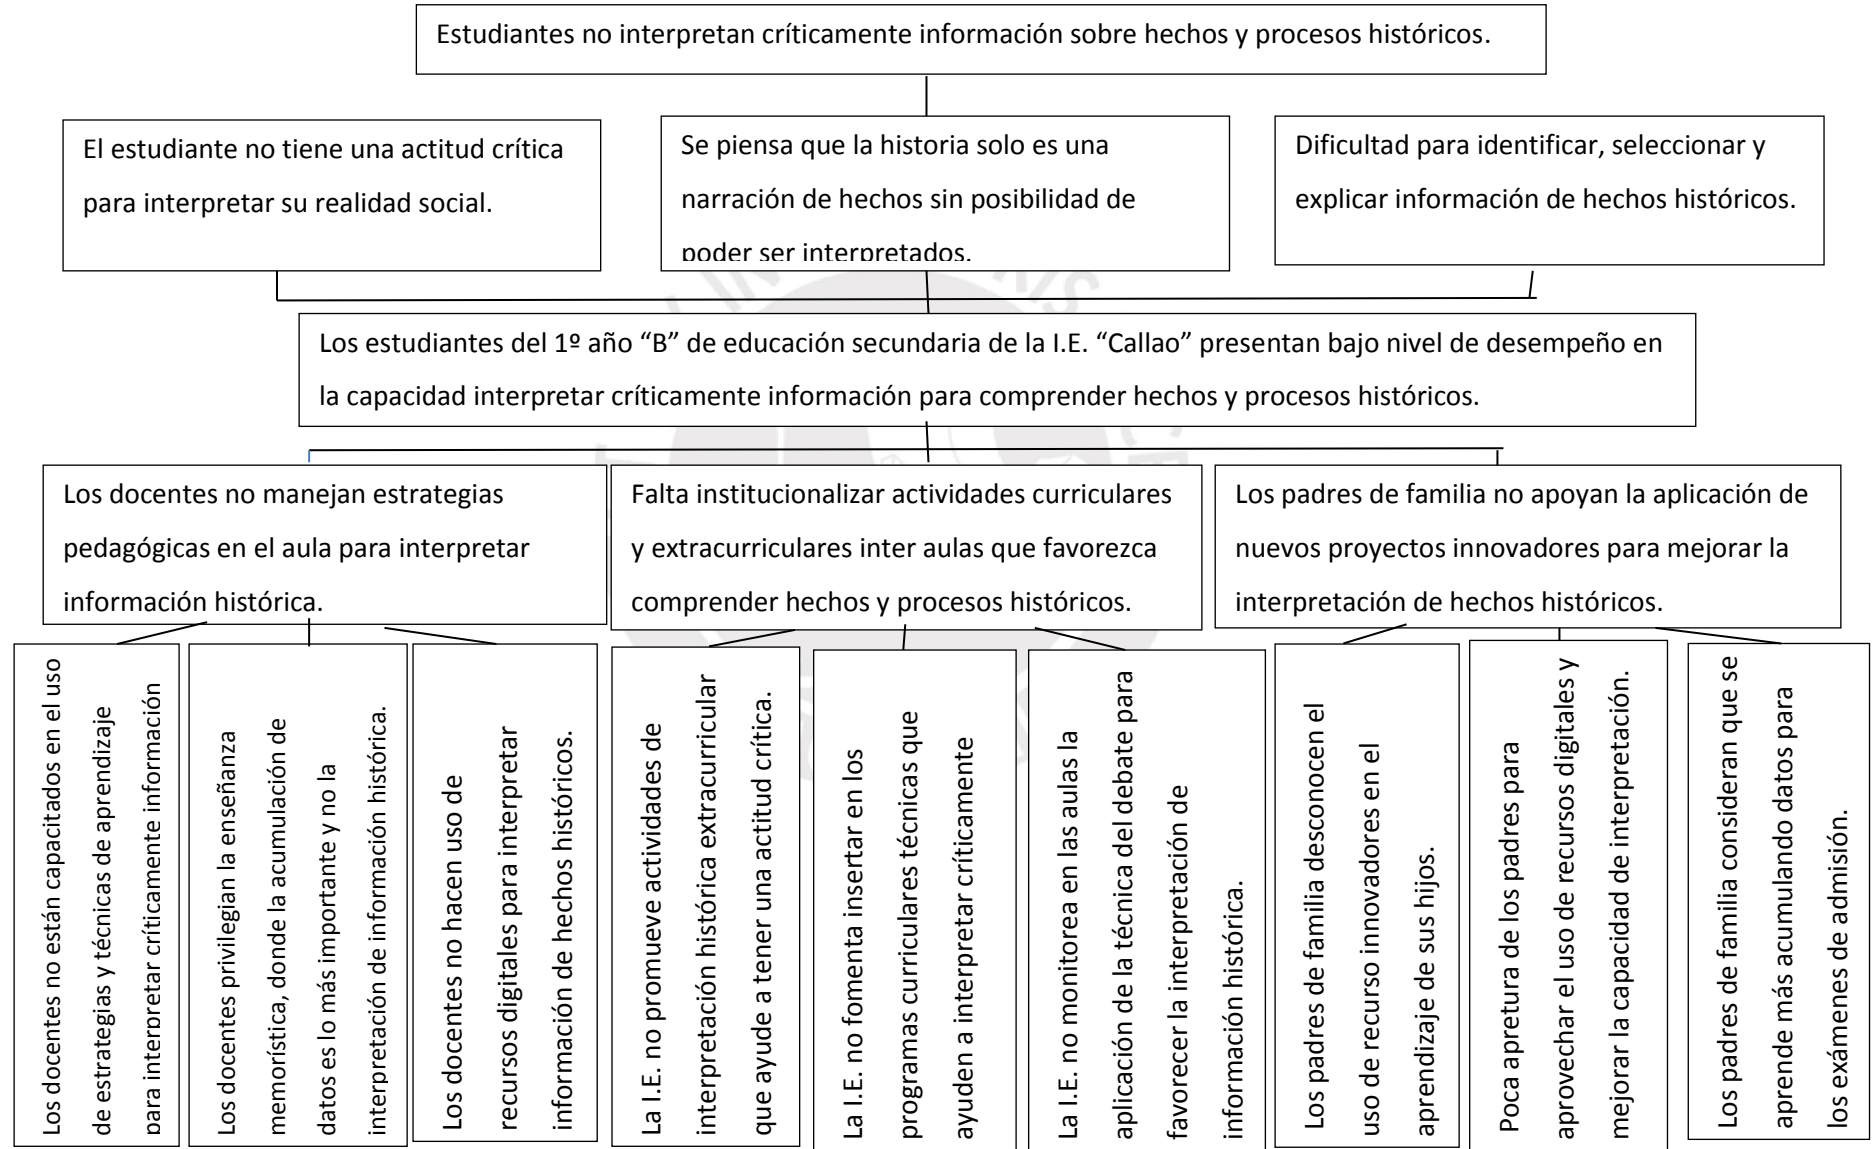 Estudiantes no interpretan críticamente información sobre hechos y procesos históricos.
El estudiante no tiene una actitud crítica
para interpretar su realidad social.
Se piensa que la historia solo es una
narración de hechos sin posibilidad de
poder ser interpretados.
Dificultad para identificar, seleccionar y
explicar información de hechos históricos.
Los estudiantes del 1º año “B” de educación secundaria de la I.E. “Callao” presentan bajo nivel de desempeño en
la capacidad interpretar críticamente información para comprender hechos y procesos históricos.
Los docentes no manejan estrategias
pedagógicas en el aula para interpretar
información histórica.
Falta institucionalizar actividades curriculares
y extracurriculares inter aulas que favorezca
comprender hechos y procesos históricos.
Los padres de familia no apoyan la aplicación de
nuevos proyectos innovadores para mejorar la
interpretación de hechos históricos.
Los docentes no están capacitados en el uso
de estrategias y técnicas de aprendizaje
para interpretar críticamente información
Los docentes privilegian la enseñanza
memorística, donde la acumulación de
datos es lo más importante y no la
interpretación de información histórica.
Los docentes no hacen uso de
recursos digitales para interpretar
información de hechos históricos.
La I.E. no promueve actividades de
interpretación histórica extracurricular
que ayude a tener una actitud crítica.
La I.E. no fomenta insertar en los
programas curriculares técnicas que
ayuden a interpretar críticamente
La I.E. no monitorea en las aulas la
aplicación de la técnica del debate para
favorecer la interpretación de
información histórica.
Los padres de familia desconocen el
uso de recurso innovadores en el
aprendizaje de sus hijos.
Poca apretura de los padres para
aprovechar el uso de recursos digitales y
mejorar la capacidad de interpretación.
Los padres de familia consideran que se
aprende más acumulando datos para
los exámenes de admisión.